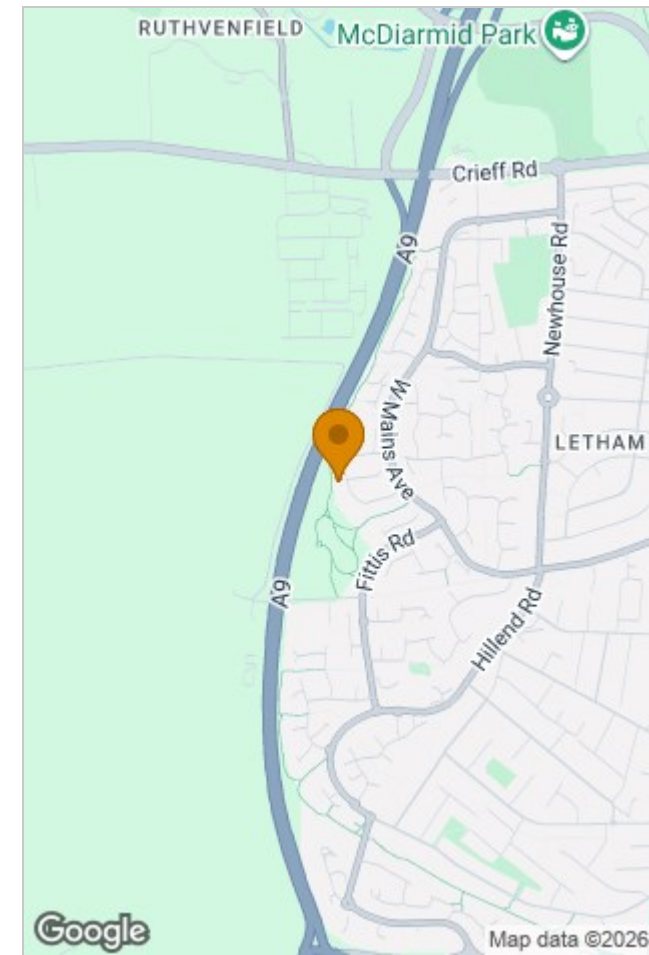 RUTHVENFIELD
McDiarmid Park
Crieff Rd
A9
Newhouse Rd
W Mains Ave
LETHAM
Fittis Rd
A9
Hillend Rd
Google
Map data ©2026